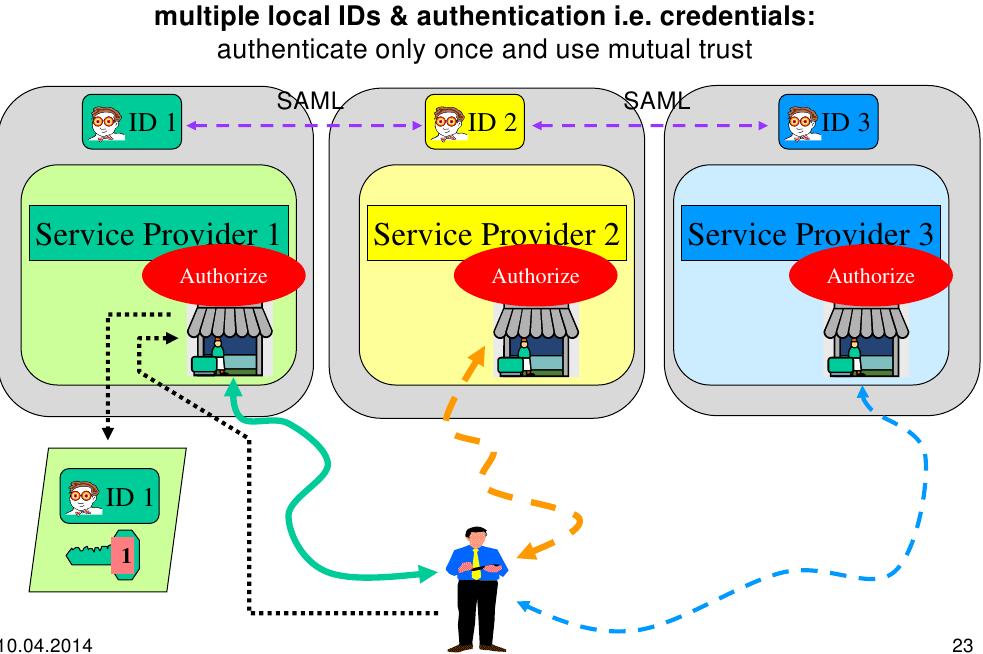 multiple local IDs & authentication i.e. credentials:
authenticate only once and use mutual trust
SAML
SAML
ID 1
ID 2
ID 3
Service Provider 1
Service Provider 2
Service Provider 3
Authorize
Authorize
Authorize
ID 1
1
10.04.2014
23